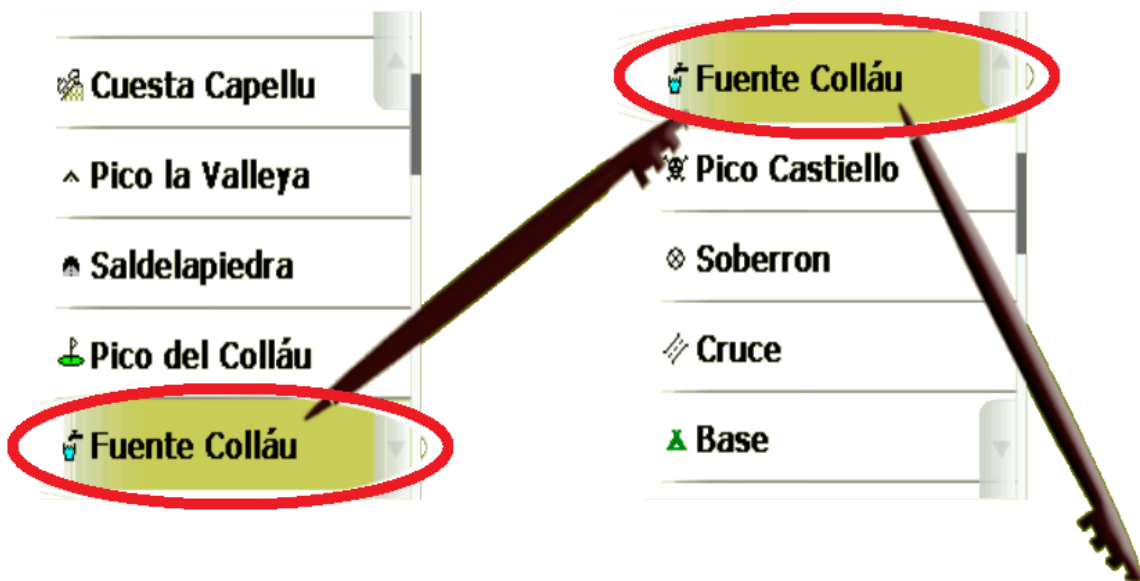 Cuesta Capellu
Pico la Valleya
Saldelapiedra
Pico del Colláu
Fuente Colláu
Fuente Colláu
Pico Castiello
Soberron
Cruce
Base